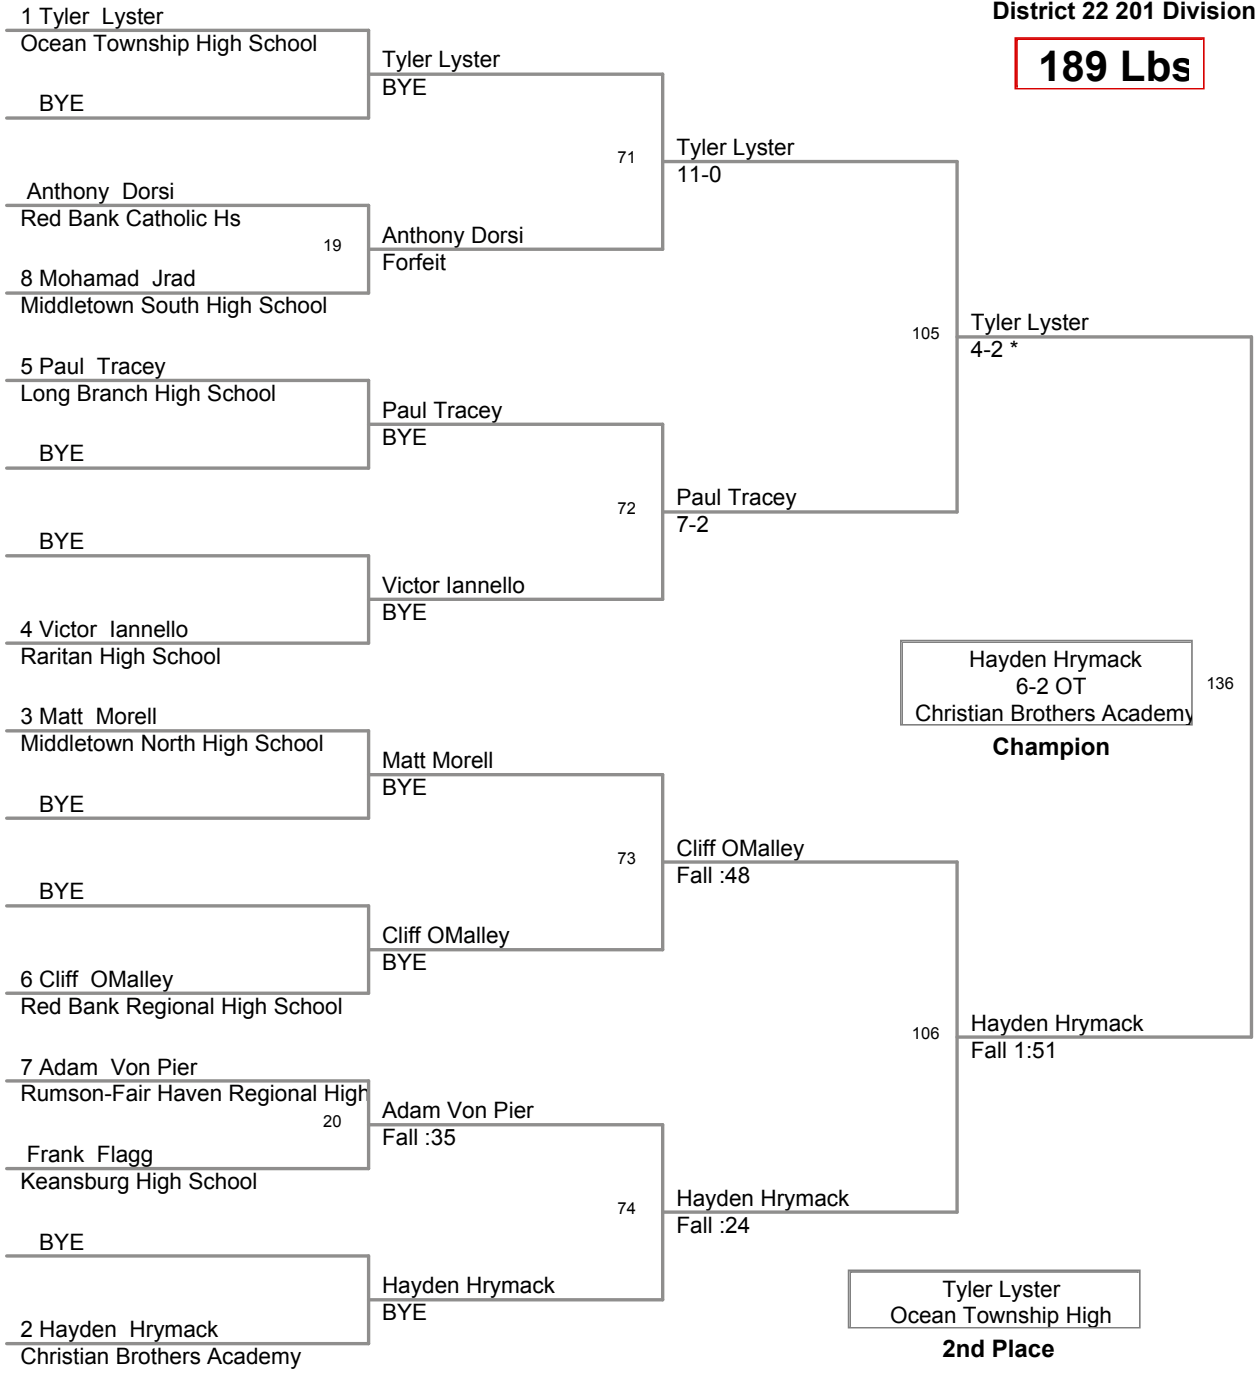 District 22 201 Division
189 Lbs
1 Tyler Lyster
Ocean Township High School
BYE
Anthony Dorsi
Red Bank Catholic Hs
19
8 Mohamad Jrad
Middletown South High School
5 Paul Tracey
Long Branch High School
BYE
BYE
4 Victor Iannello
Raritan High School
3 Matt Morell
Middletown North High School
BYE
BYE
6 Cliff OMalley
Red Bank Regional High School
7 Adam Von Pier
Rumson-Fair Haven Regional High
20
Frank Flagg
Keansburg High School
BYE
2 Hayden Hrymack
Christian Brothers Academy
Tyler Lyster
BYE
71
Anthony Dorsi
Forfeit
Paul Tracey
BYE
72
Victor Iannello
BYE
Matt Morell
BYE
73
Cliff OMalley
BYE
Adam Von Pier
Fall :35
74
Hayden Hrymack
BYE
Tyler Lyster
11-0
105
Paul Tracey
7-2
Cliff OMalley
Fall :48
106
Hayden Hrymack
Fall :24
Tyler Lyster
4-2 *
136
Hayden Hrymack
Fall 1:51
Hayden Hrymack
6-2 OT
Christian Brothers Academy
Champion
Tyler Lyster
Ocean Township High
2nd Place